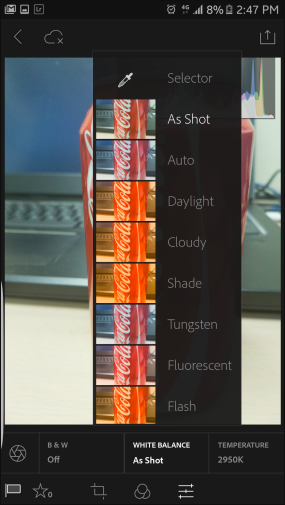 Lr 4G 8% 2:47 PM
Selector
As Shot
Auto
Daylight
Cloudy
Shade
Tungsten
Fluorescent
Flash
B & W
Off
WHITE BALANCE
As Shot
TEMPERATURE
2950K
0